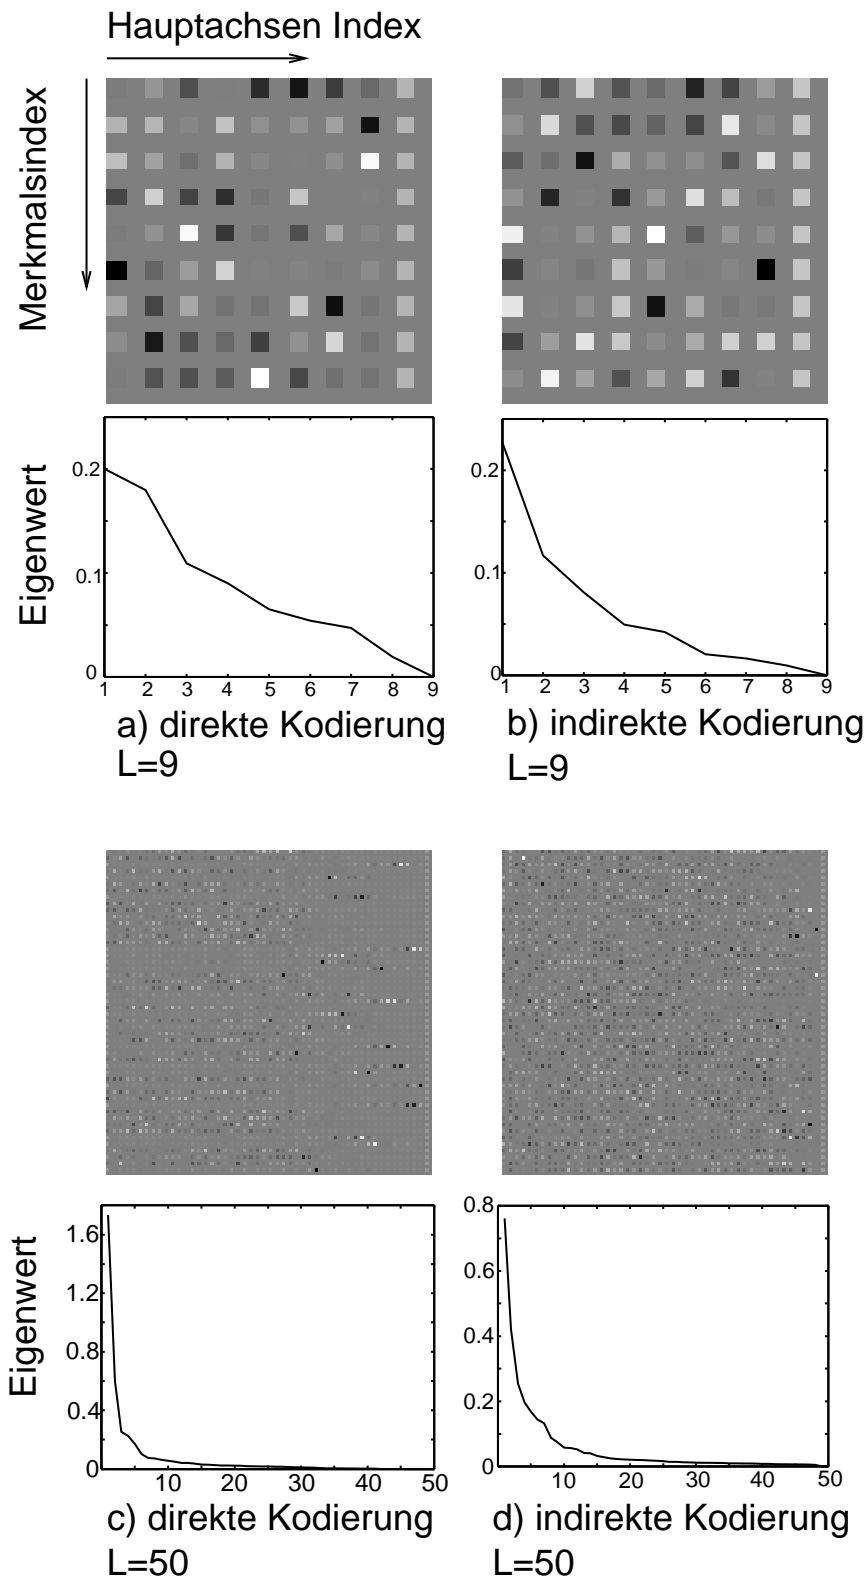 Hauptachsen Index
Merkmalsindex
Eigenwert
0.2
0.1
0
1 2 3 4 5 6 7 8 9
a) direkte Kodierung
L=9
0.2
0.1
0
1 2 3 4 5 6 7 8 9
b) indirekte Kodierung
L=9
Eigenwert
1.6
1.2
0.8
0.4
0
10 20 30 40 50
c) direkte Kodierung
L=50
0.8
0.6
0.4
0.2
0
10 20 30 40 50
d) indirekte Kodierung
L=50